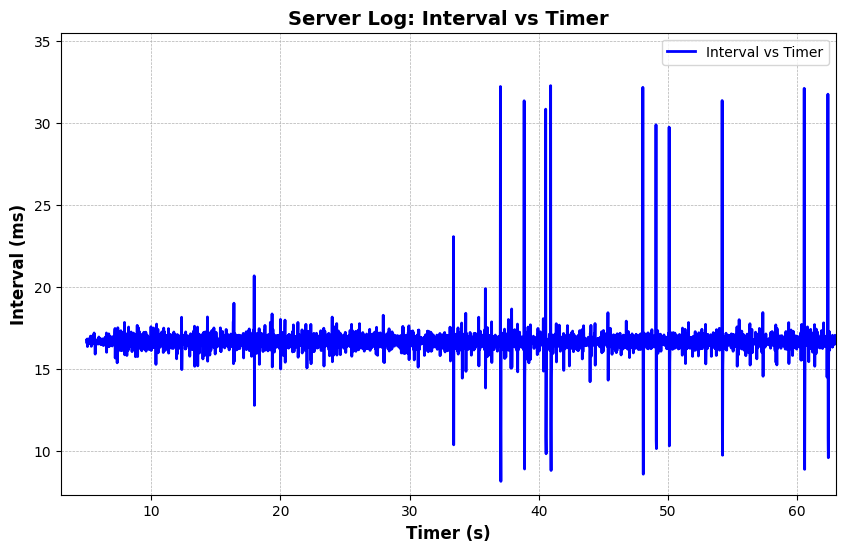 Server Log: Interval vs Timer
Interval vs Timer
35
30
25
20
15
10
Interval (ms)
10 20 30 40 50 60
Timer (s)